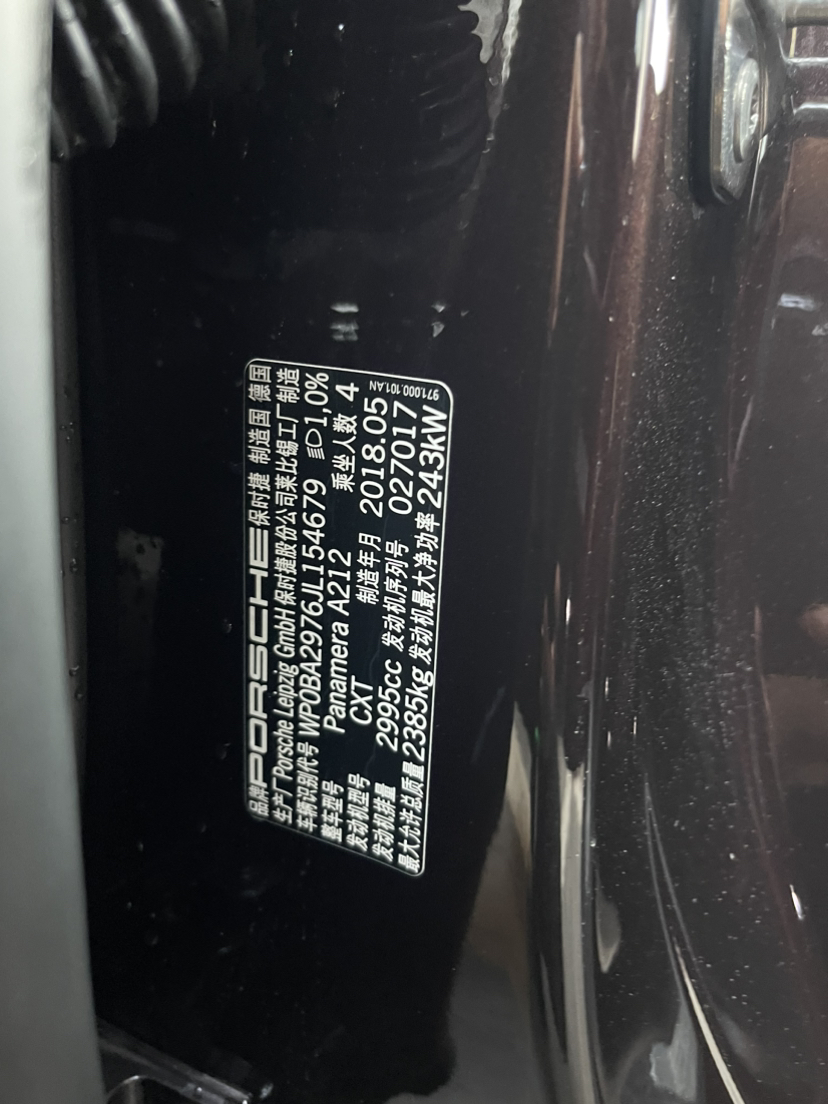 品牌 PORSCHE 保时捷 制造国 德国
生产厂 Porsche Leipzig GmbH 保时捷股份公司莱比锡工厂制造
车辆识别代号 WP0BA2976JL154679 1,0%
整车型号 Panamera A212 乘坐人数 4
发动机型号 CXT 制造年月 2018.05
发动机排量 2995cc 发动机序列号 027017
最大允许总质量 2385kg 发动机最大净功率 243kW
971.000.101.AN